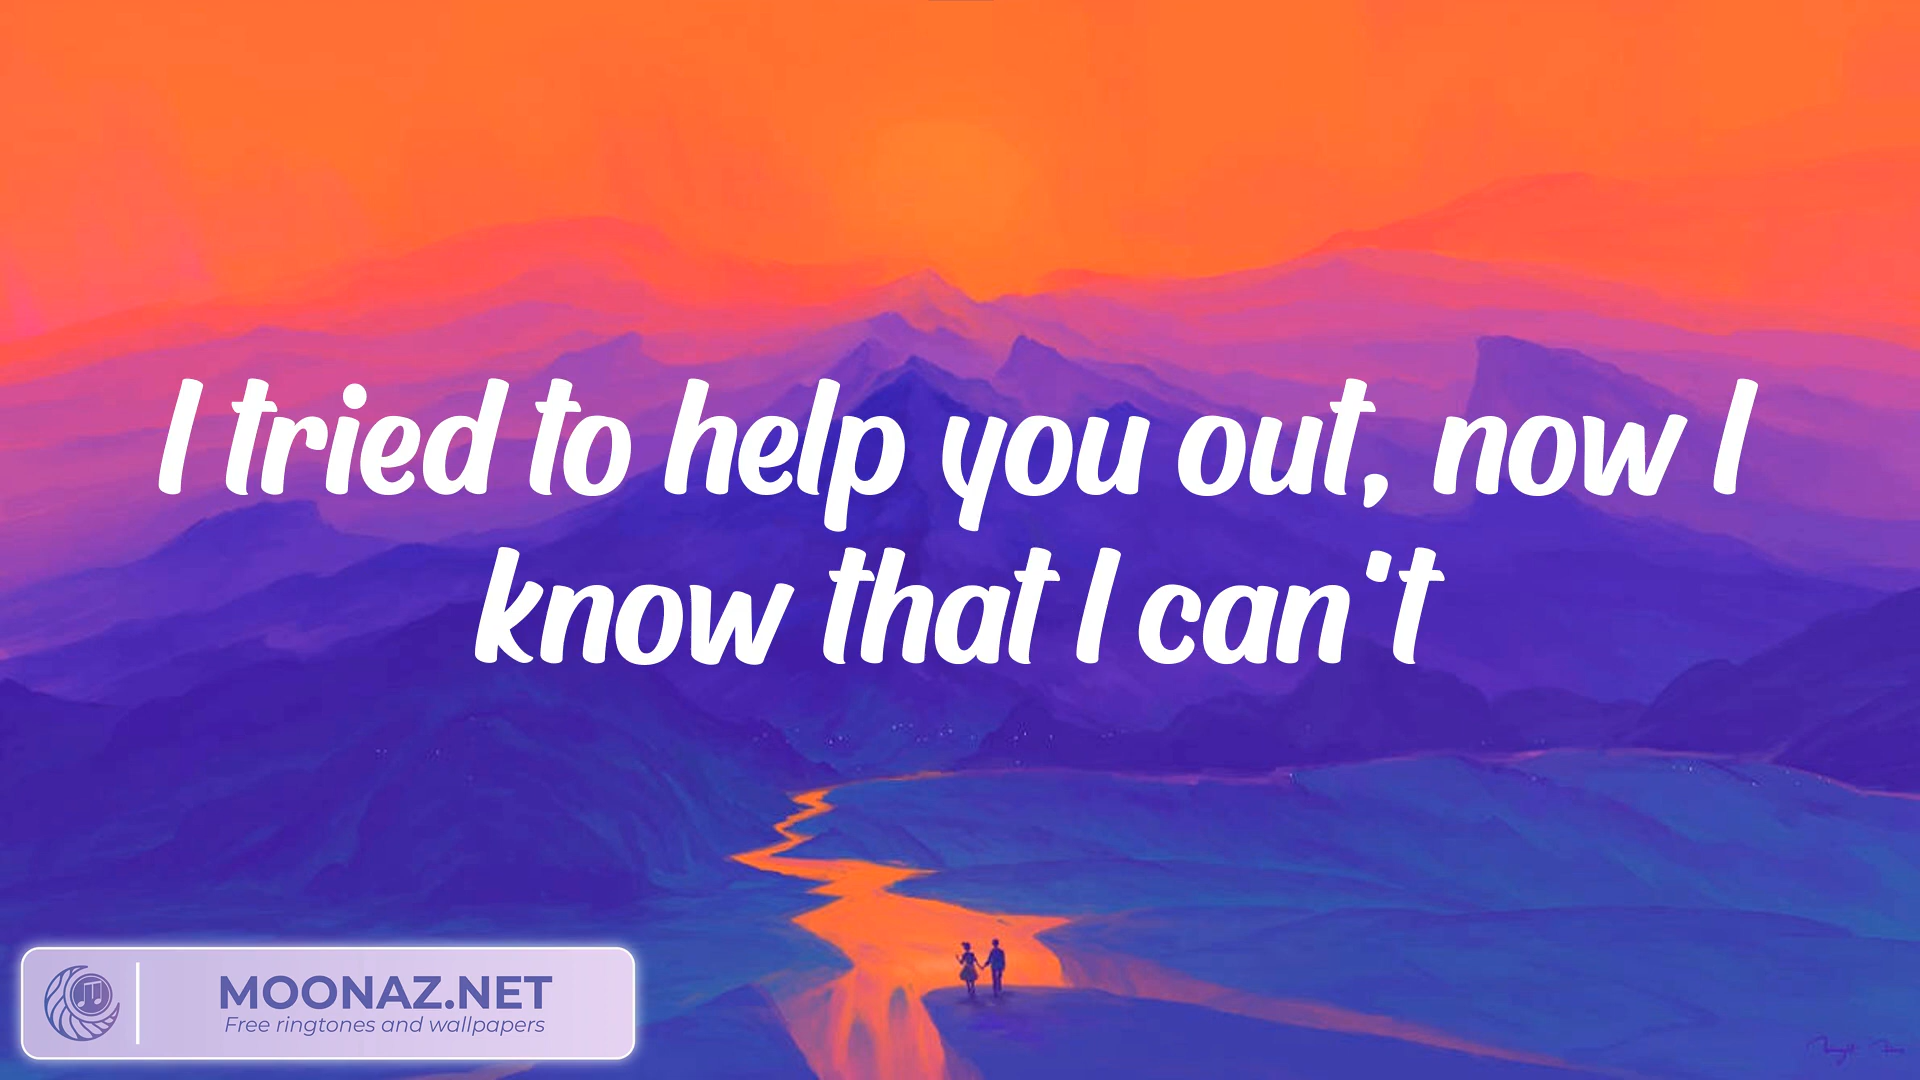 I tried to help you out, now I
know that I can't
MOONAZ.NET
Free ringtones and wallpapers